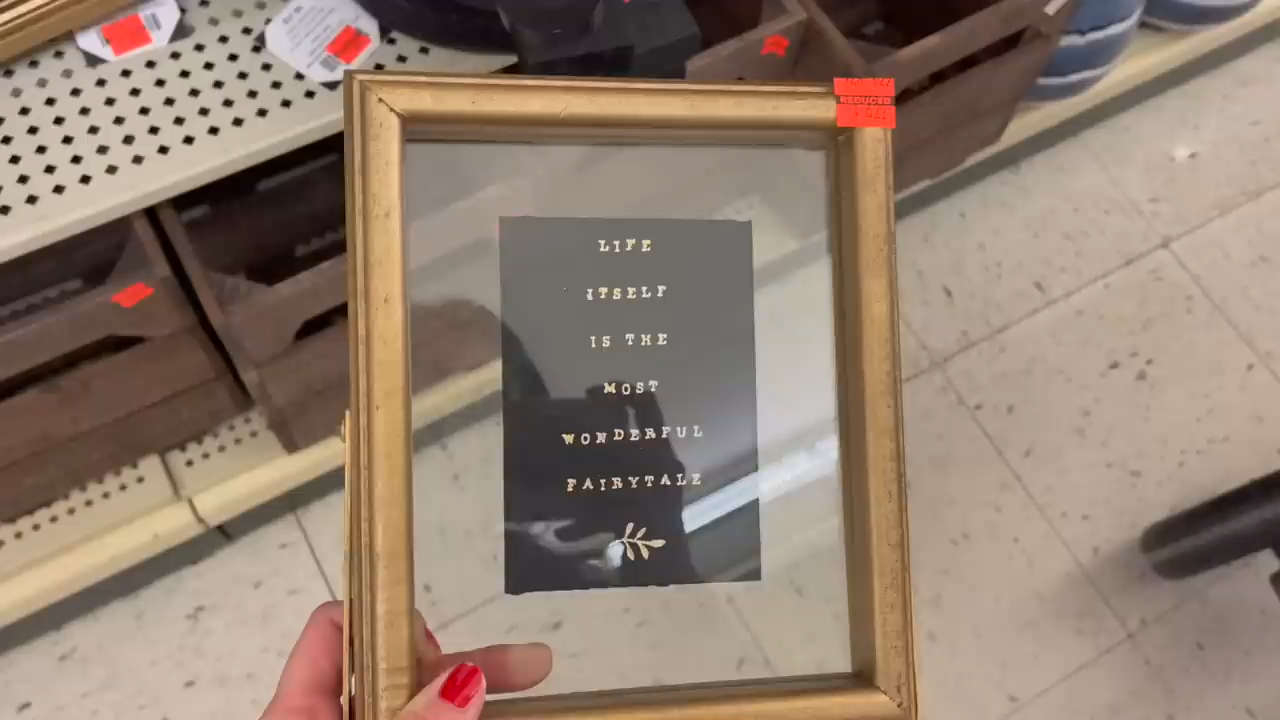 REDUCED
LIFE
ITSELF
IS THE
MOST
WONDERFUL
FAIRYTALE